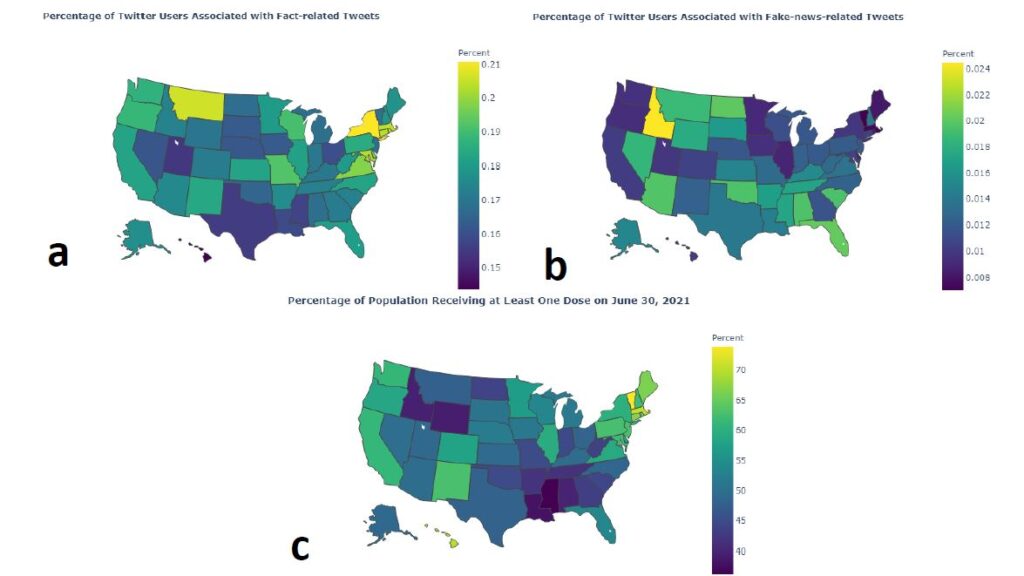 Percentage of Twitter Users Associated with Fact-related Tweets
Percent
0.21
0.2
0.19
0.18
0.17
0.16
0.15
a
Percentage of Twitter Users Associated with Fake-news-related Tweets
Percent
0.024
0.022
0.02
0.018
0.016
0.014
0.012
0.01
0.008
b
Percentage of Population Receiving at Least One Dose on June 30, 2021
Percent
70
65
60
55
50
45
40
c